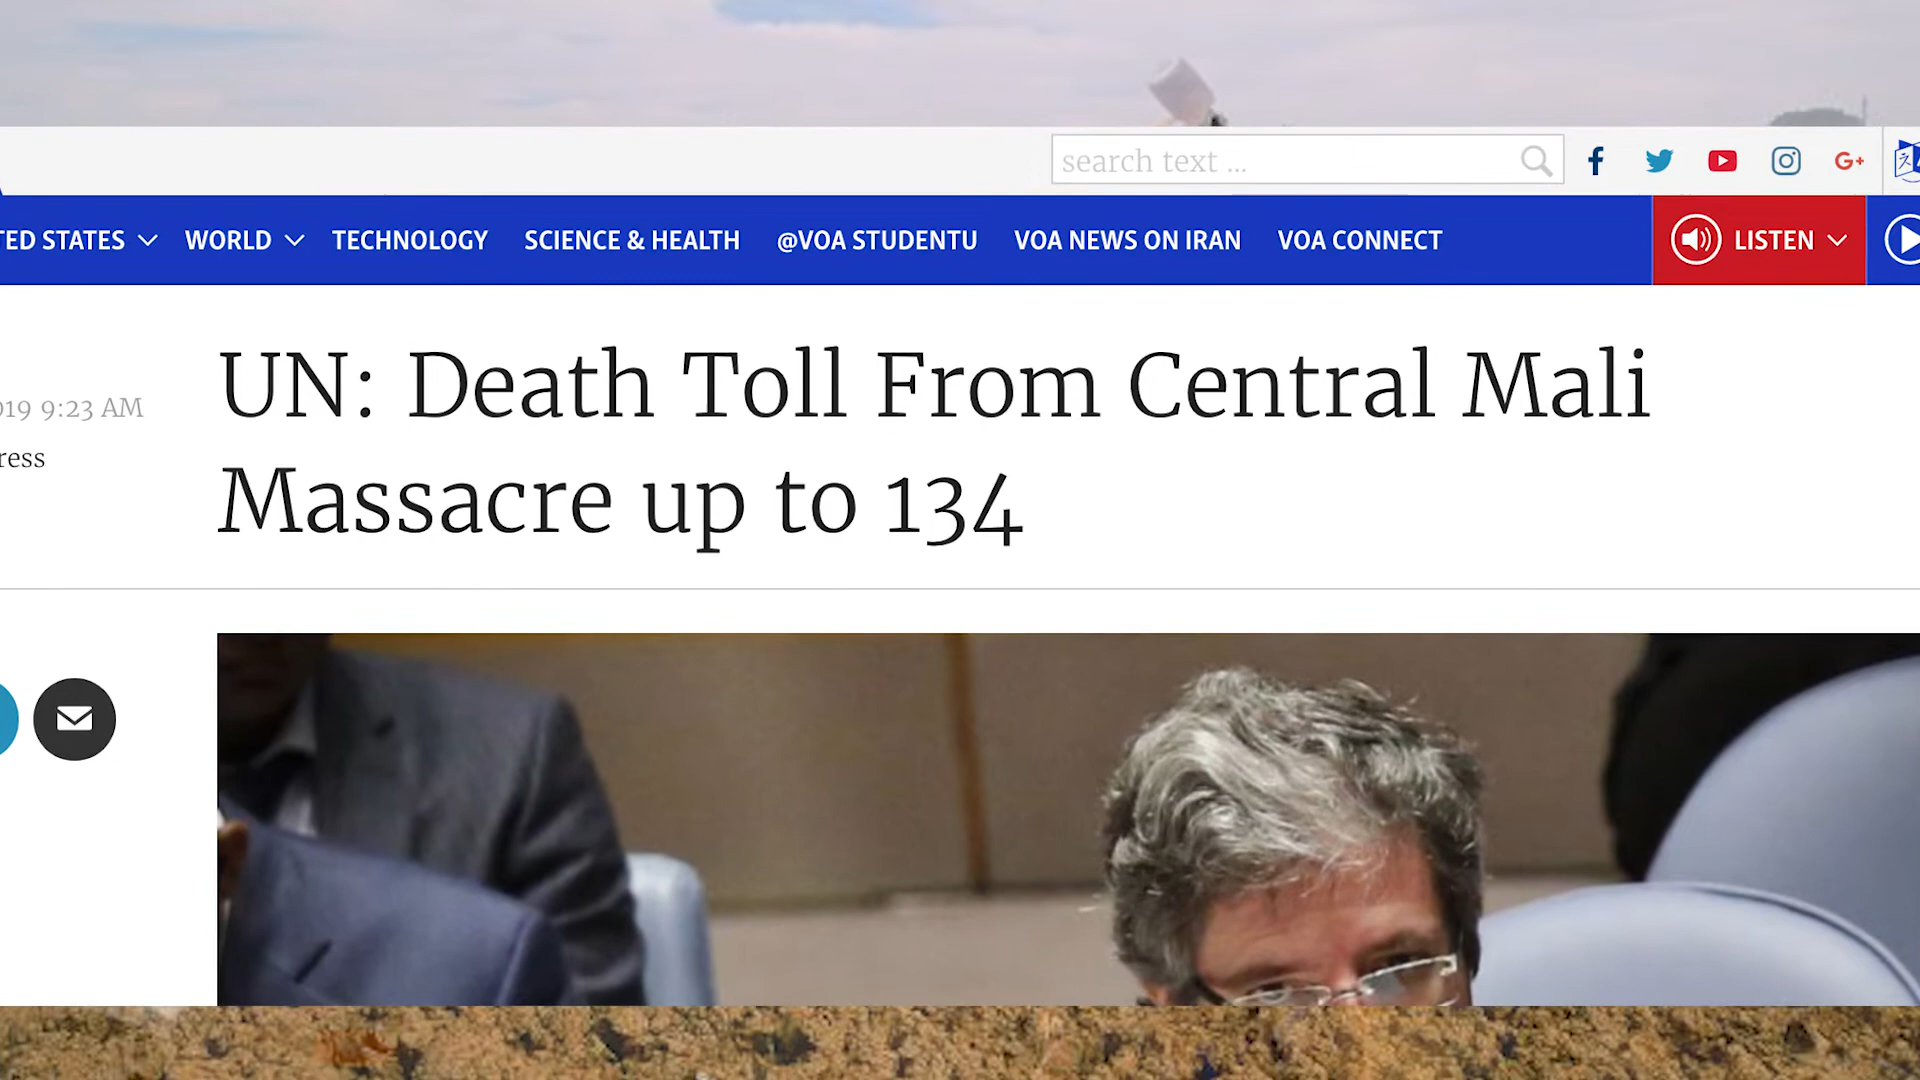 search text ...
G+
TED STATES WORLD TECHNOLOGY SCIENCE & HEALTH @VOA STUDENTU VOA NEWS ON IRAN VOA CONNECT LISTEN
UN: Death Toll From Central Mali
Massacre up to 134
019 9:23 AM
ress